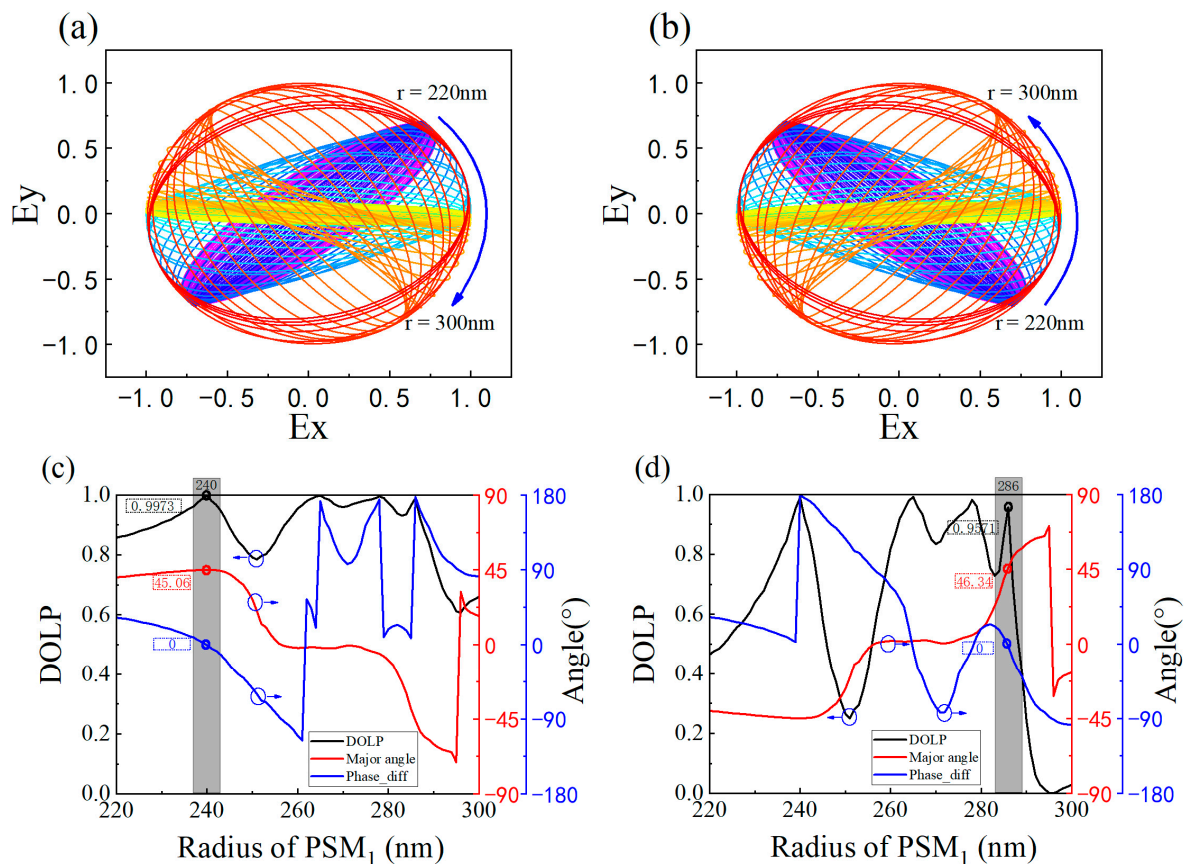 (a)
1.0
0.5
0.0
-0.5
-1.0
Ey
r = 220nm
r = 300nm
-1.0 -0.5 0.0 0.5 1.0
Ex
(b)
1.0
0.5
0.0
-0.5
-1.0
Ey
r = 300nm
r = 220nm
-1.0 -0.5 0.0 0.5 1.0
Ex
(c)
1.0
0.8
0.6
0.4
0.2
0.0
DOLP
240
0.9973
45.06
0
DOLP
Major angle
Phase_diff
90
45
0
-45
-90
180
90
0
-90
-180
Angle(°)
220 240 260 280 300
Radius of PSM1 (nm)
(d)
1.0
0.8
0.6
0.4
0.2
0.0
DOLP
286
0.9571
46.34
0
DOLP
Major angle
Phase_diff
90
45
0
-45
-90
180
90
0
-90
-180
Angle(°)
220 240 260 280 300
Radius of PSM1 (nm)